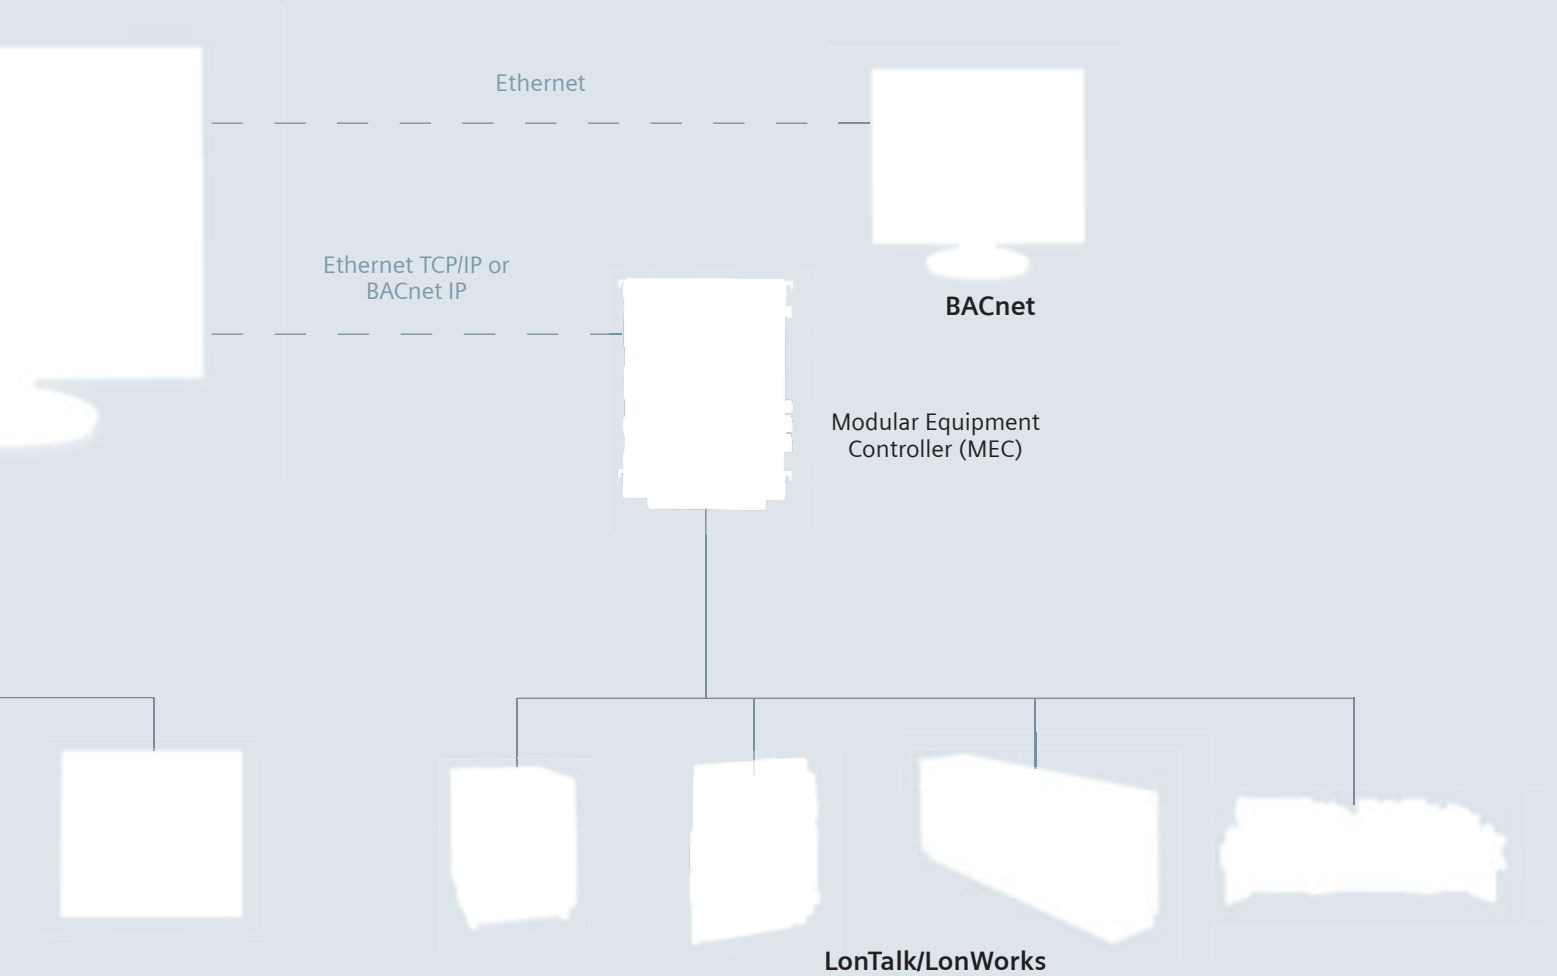 Ethernet
Ethernet TCP/IP or
BACnet IP
BACnet
Modular Equipment
Controller (MEC)
LonTalk/LonWorks